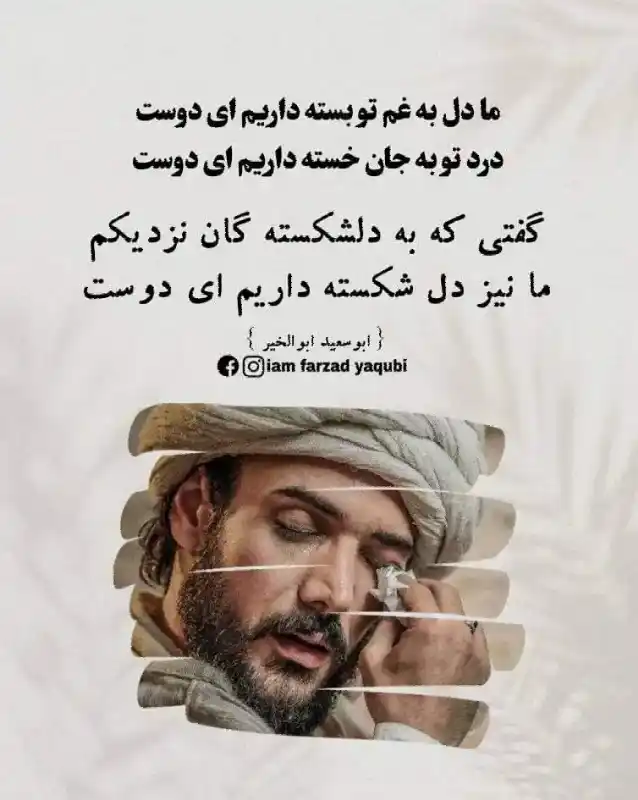 ما دل به غم تو بسته داریم ای دوست
درد تو به جان خسته داریم ای دوست
گفتی که به دلشکسته گان نزدیکم
ما نیز دل شکسته داریم ای دوست
{ ابوسعید ابوالخیر }
iam farzad yaqubi